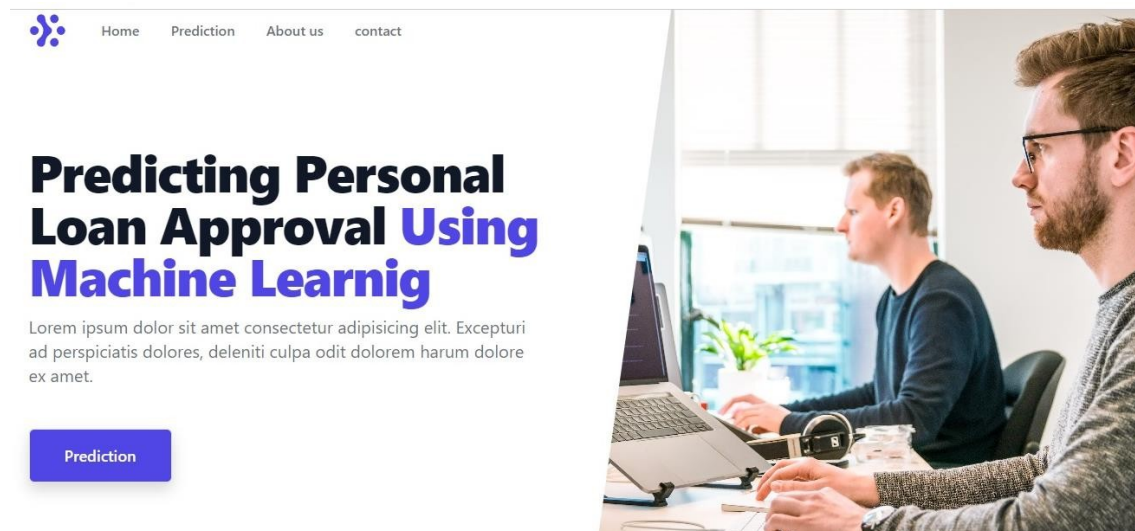 Home Prediction About us contact
Predicting Personal
Loan Approval Using
Machine Learnig
Lorem ipsum dolor sit amet consectetur adipisicing elit. Excepturi
ad perspiciatis dolores, deleniti culpa odit dolorem harum dolore
ex amet.
Prediction